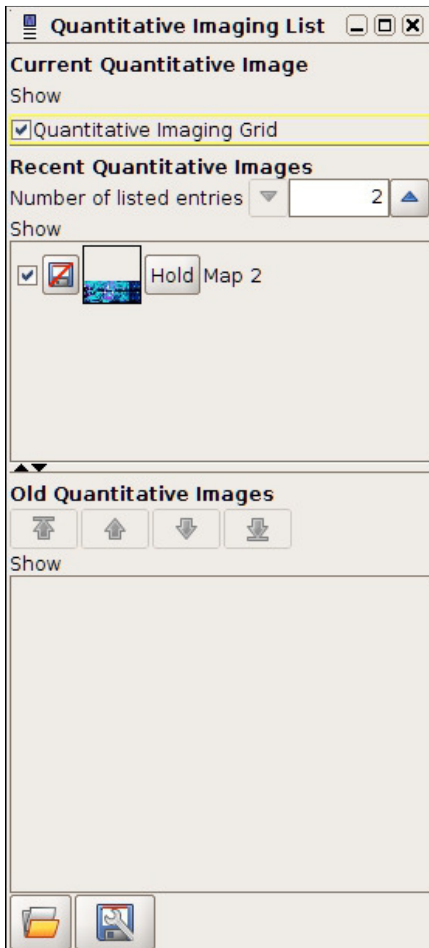 Quantitative Imaging List
Current Quantitative Image
Show
Quantitative Imaging Grid
Recent Quantitative Images
Number of listed entries 2
Show
Hold Map 2
Old Quantitative Images
Show